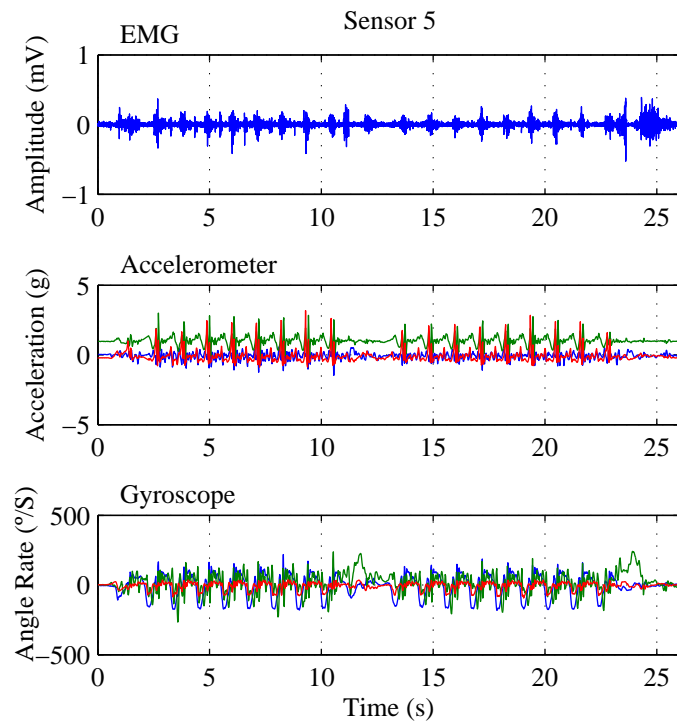 Sensor 5
EMG
Amplitude (mV)
1
0
−1
0 5 10 15 20 25
Accelerometer
Acceleration (g)
5
0
−5
0 5 10 15 20 25
Gyroscope
Angle Rate (º/S)
500
0
−500
0 5 10 15 20 25
Time (s)